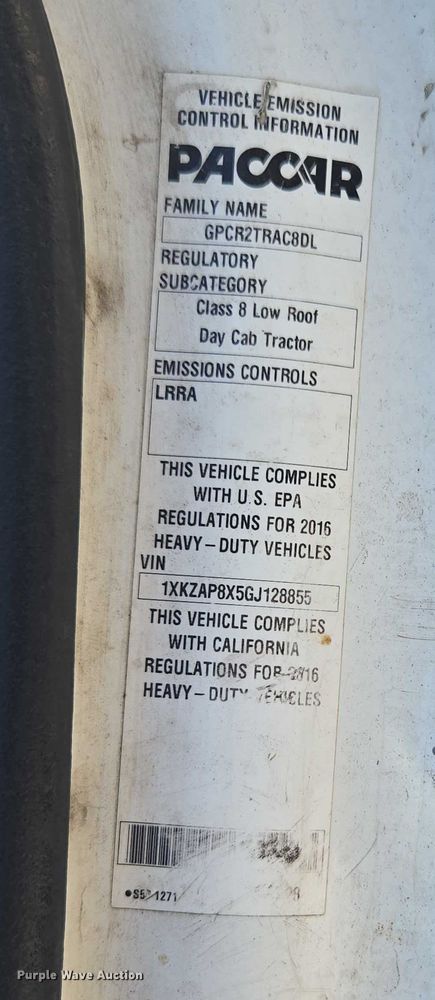 VEHICLE EMISSION
CONTROL INFORMATION
PACCAR
FAMILY NAME
GPCR2TRAC8DL
REGULATORY
SUBCATEGORY
Class 8 Low Roof
Day Cab Tractor
EMISSIONS CONTROLS
LRRA
THIS VEHICLE COMPLIES
WITH U.S. EPA
REGULATIONS FOR 2016
HEAVY-DUTY VEHICLES
VIN
1XKZAP8X5GJ128855
THIS VEHICLE COMPLIES
WITH CALIFORNIA
REGULATIONS FOR 2016
HEAVY-DUTY VEHICLES
Purple Wave Auction